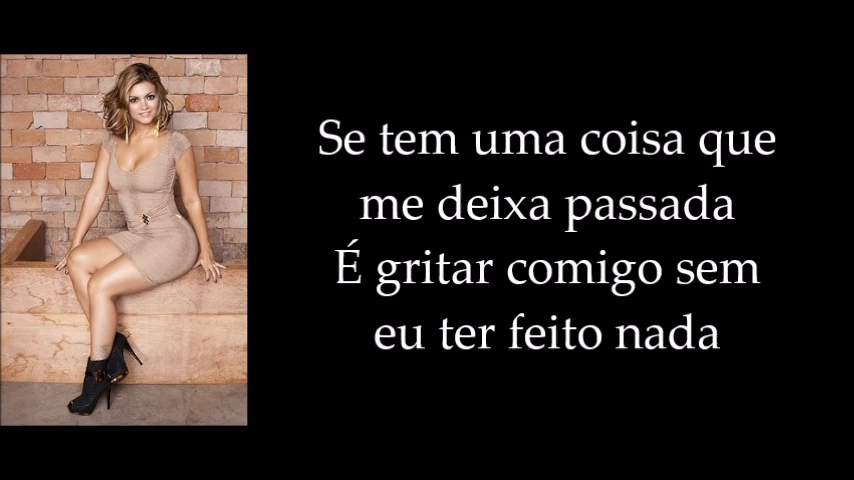 Se tem uma coisa que
me deixa passada
É gritar comigo sem
eu ter feito nada